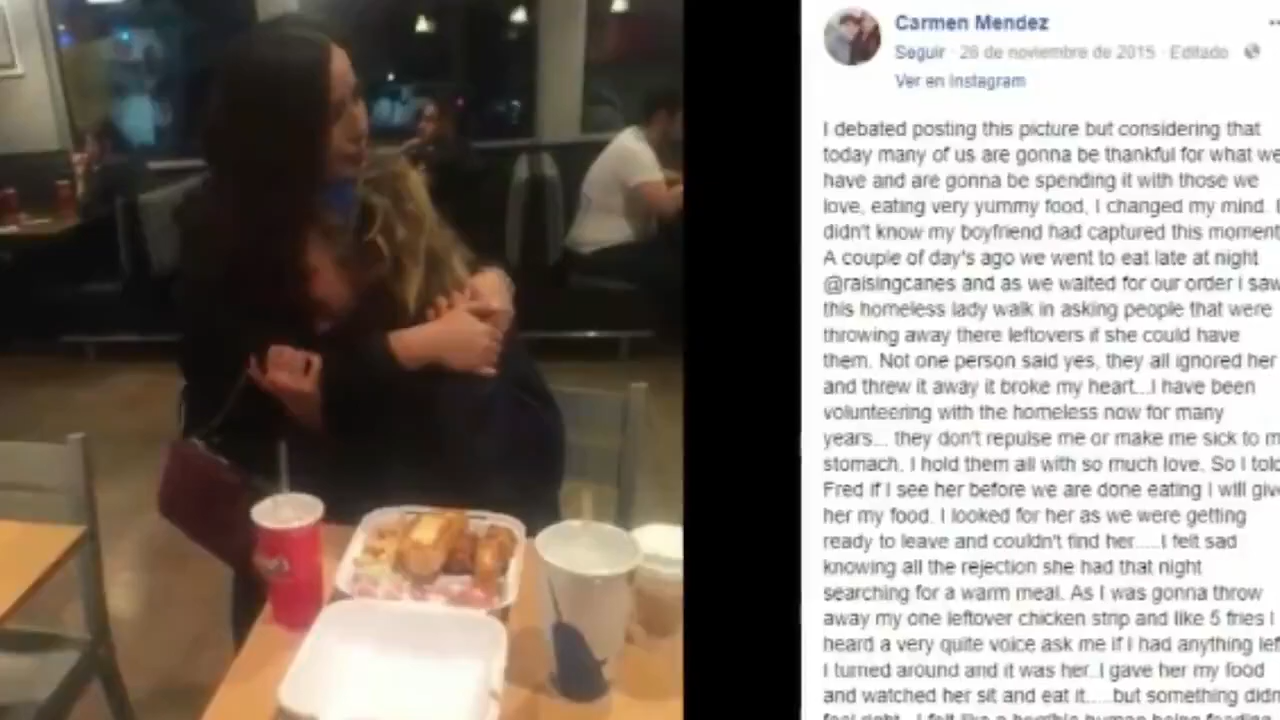 Carmen Mendez
Seguir · 26 de noviembre de 2015 · Editado
Ver en Instagram
I debated posting this picture but considering that
today many of us are gonna be thankful for what we
have and are gonna be spending it with those we
love, eating very yummy food, I changed my mind. I
didn't know my boyfriend had captured this moment
A couple of day's ago we went to eat late at night
@raisingcanes and as we waited for our order I saw
this homeless lady walk in asking people that were
throwing away there leftovers if she could have
them. Not one person said yes, they all ignored her
and threw it away it broke my heart...I have been
volunteering with the homeless now for many
years... they don't repulse me or make me sick to m
stomach, I hold them all with so much love. So I told
Fred if I see her before we are done eating I will giv
her my food. I looked for her as we were getting
ready to leave and couldn't find her.....I felt sad
knowing all the rejection she had that night
searching for a warm meal. As I was gonna throw
away my one leftover chicken strip and like 5 fries I
heard a very quite voice ask me if I had anything lef
I turned around and it was her..I gave her my food
and watched her sit and eat it.....but something didn
feel right...I felt like a horrible human being feeding